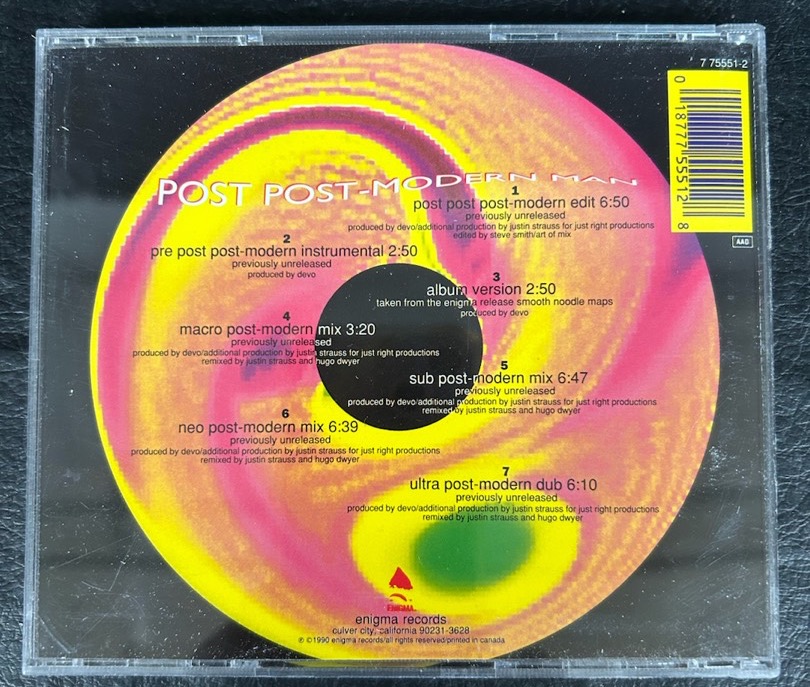 7 75551-2
0 18777 55512 8
AAG
POST POST-MODERN MAN
1
post post post-modern edit 6:50
previously unreleased
produced by devo/additional production by justin strauss for just right productions
edited by steve smith/art of mix
2
pre post post-modern instrumental 2:50
previously unreleased
produced by devo
3
album version 2:50
taken from the enigma release smooth noodle maps
produced by devo
4
macro post-modern mix 3:20
previously unreleased
produced by devo/additional production by justin strauss for just right productions
remixed by justin strauss and hugo dwyer
5
sub post-modern mix 6:47
previously unreleased
produced by devo/additional production by justin strauss for just right productions
remixed by justin strauss and hugo dwyer
6
neo post-modern mix 6:39
previously unreleased
produced by devo/additional production by justin strauss for just right productions
remixed by justin strauss and hugo dwyer
7
ultra post-modern dub 6:10
previously unreleased
produced by devo/additional production by justin strauss for just right productions
remixed by justin strauss and hugo dwyer
ENIGMA
enigma records
culver city, california 90231-3628
℗ ©1990 enigma records/all rights reserved/printed in canada